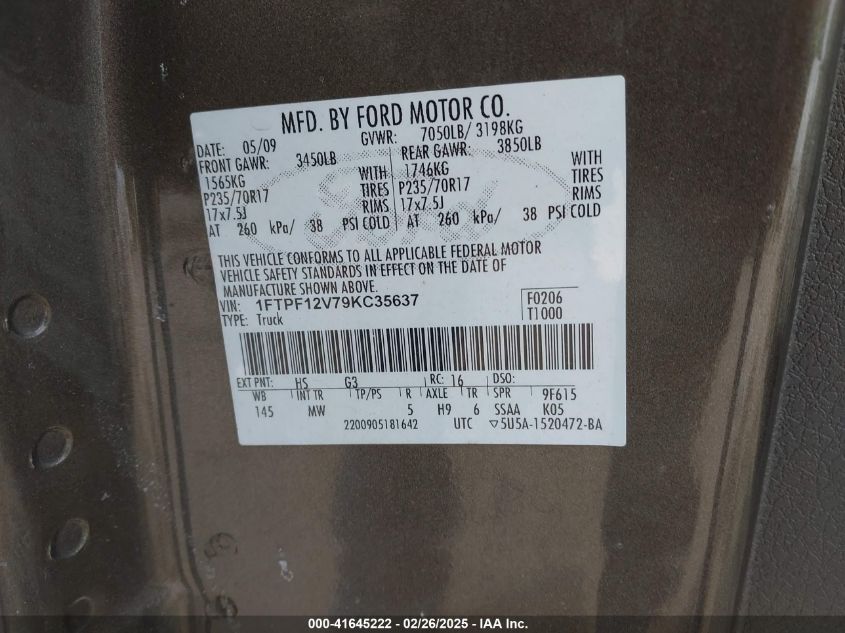 MFD. BY FORD MOTOR CO.
DATE: 05/09 GVWR: 7050LB/ 3198KG
FRONT GAWR: 3450LB REAR GAWR: 3850LB
1565KG WITH 1746KG WITH
P235/70R17 TIRES P235/70R17 TIRES
17x7.5J RIMS 17x7.5J RIMS
AT 260 kPa/ 38 PSI COLD AT 260 kPa/ 38 PSI COLD
Ford
THIS VEHICLE CONFORMS TO ALL APPLICABLE FEDERAL MOTOR
VEHICLE SAFETY STANDARDS IN EFFECT ON THE DATE OF
MANUFACTURE SHOWN ABOVE.
VIN: 1FTPF12V79KC35637 F0206
TYPE: Truck T1000
EXT PNT: HS G3 RC: 16 DSO:
WB INT TR TP/PS R AXLE TR SPR 9F615
145 MW 5 H9 6 SSAA K05
2200905181642 UTC ▽5U5A-1520472-BA
000-41645222 - 02/26/2025 - IAA Inc.